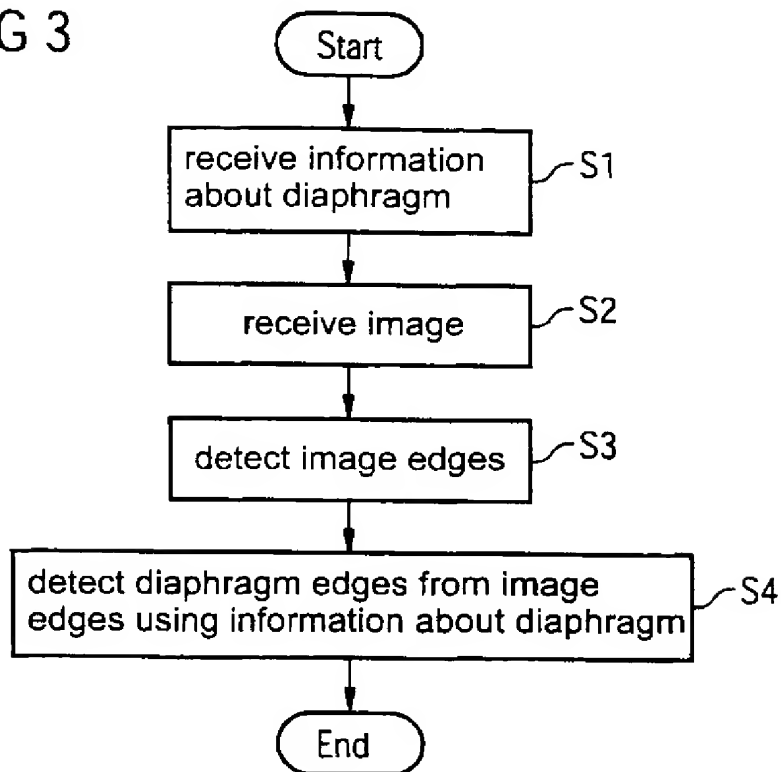 G 3
Start
receive information
about diaphragm
S1
receive image
S2
detect image edges
S3
detect diaphragm edges from image
edges using information about diaphragm
S4
End